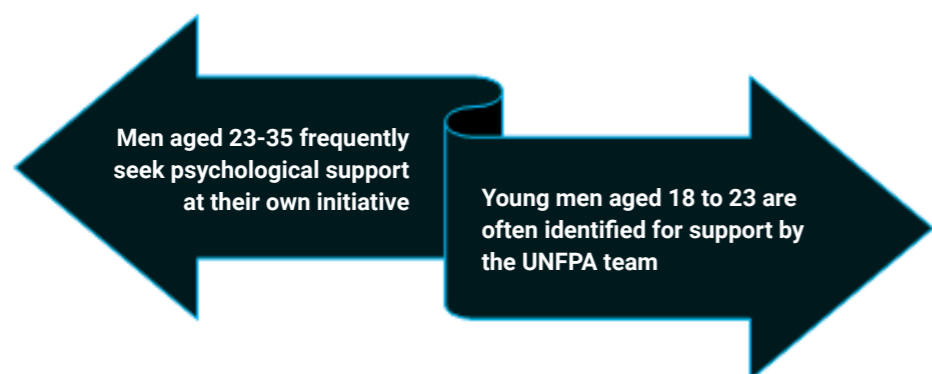 Men aged 23-35 frequently
seek psychological support
at their own initiative
Young men aged 18 to 23 are
often identified for support by
the UNFPA team